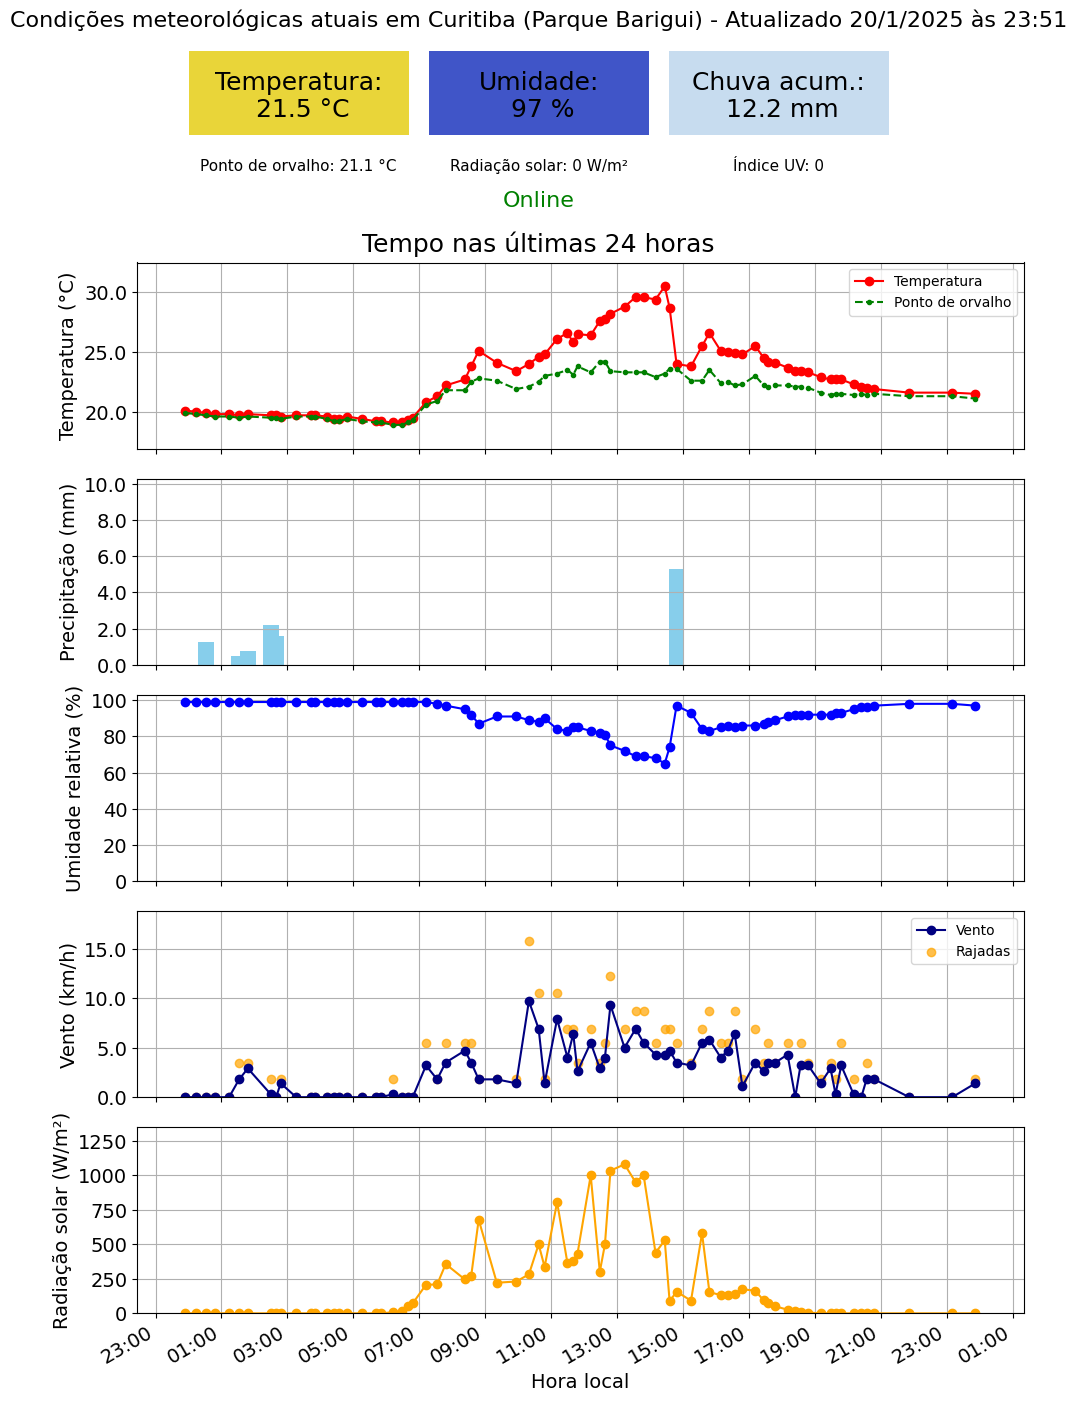 Condições meteorológicas atuais em Curitiba (Parque Barigui) - Atualizado 20/1/2025 às 23:51
Temperatura:
21.5 °C
Umidade:
97 %
Chuva acum.:
12.2 mm
Ponto de orvalho: 21.1 °C
Radiação solar: 0 W/m²
Índice UV: 0
Online
Tempo nas últimas 24 horas
Temperatura (°C)
30.0
25.0
20.0
Temperatura
Ponto de orvalho
Precipitação (mm)
10.0
8.0
6.0
4.0
2.0
0.0
Umidade relativa (%)
100
80
60
40
20
0
Vento (km/h)
15.0
10.0
5.0
0.0
Vento
Rajadas
Radiação solar (W/m²)
1250
1000
750
500
250
0
23:00
01:00
03:00
05:00
07:00
09:00
11:00
13:00
15:00
17:00
19:00
21:00
23:00
01:00
Hora local